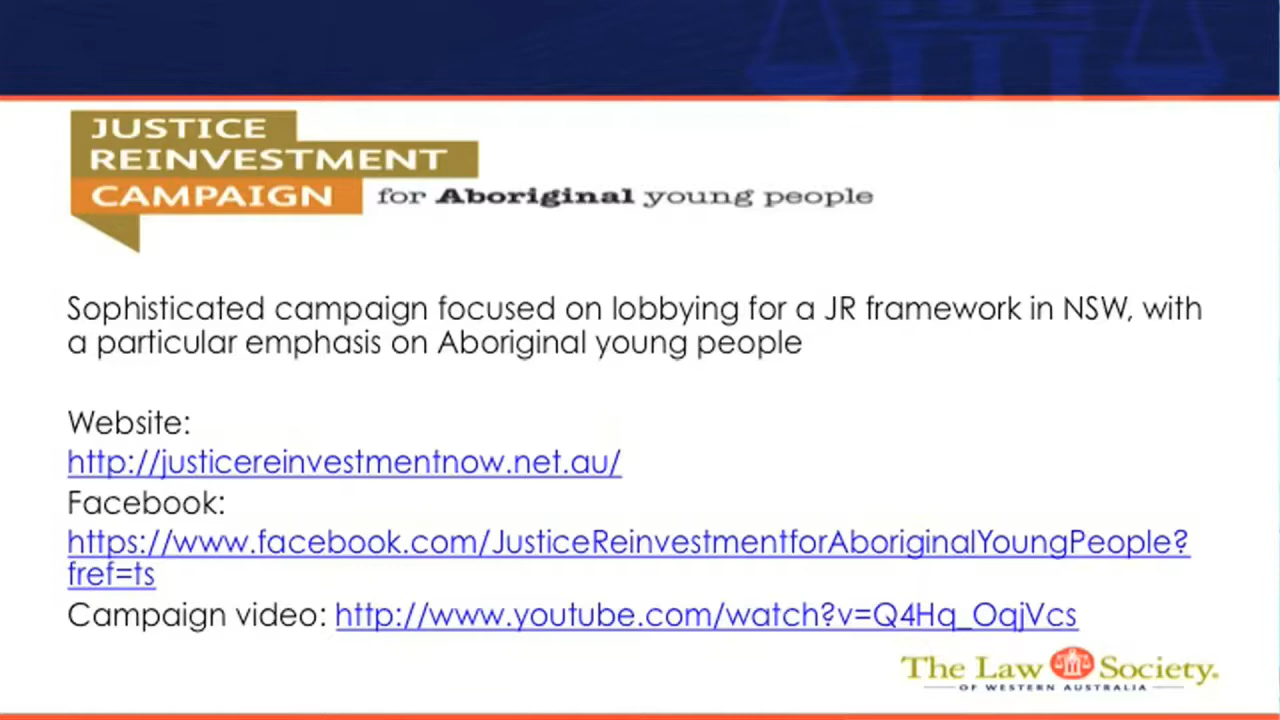 JUSTICE
REINVESTMENT
CAMPAIGN for Aboriginal young people
Sophisticated campaign focused on lobbying for a JR framework in NSW, with
a particular emphasis on Aboriginal young people
Website:
http://justicereinvestmentnow.net.au/
Facebook:
https://www.facebook.com/JusticeReinvestmentforAboriginalYoungPeople?
fref=ts
Campaign video: http://www.youtube.com/watch?v=Q4Hq_OqjVcs
The Law Society
OF WESTERN AUSTRALIA